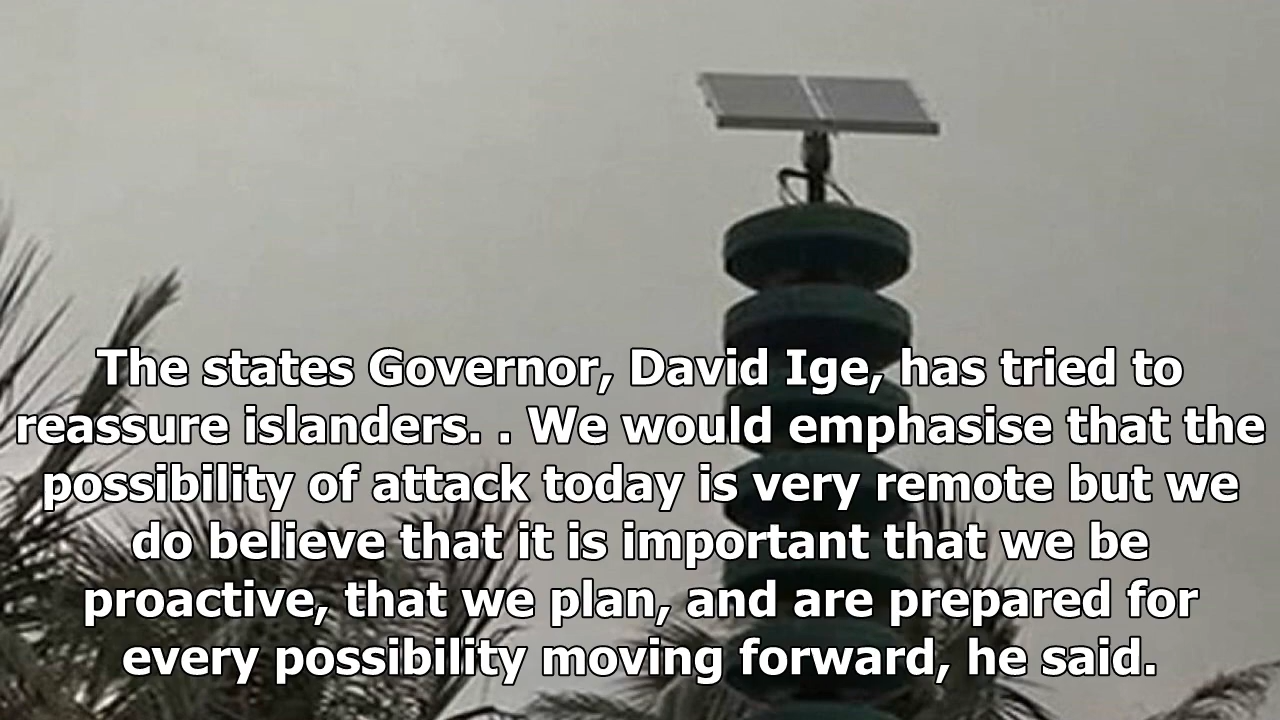 The states Governor, David Ige, has tried to
reassure islanders. . We would emphasise that the
possibility of attack today is very remote but we
do believe that it is important that we be
proactive, that we plan, and are prepared for
every possibility moving forward, he said.